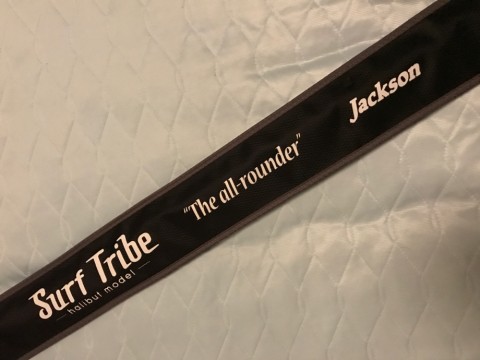 Surf Tribe
halibut model
"The all-rounder"
Jackson